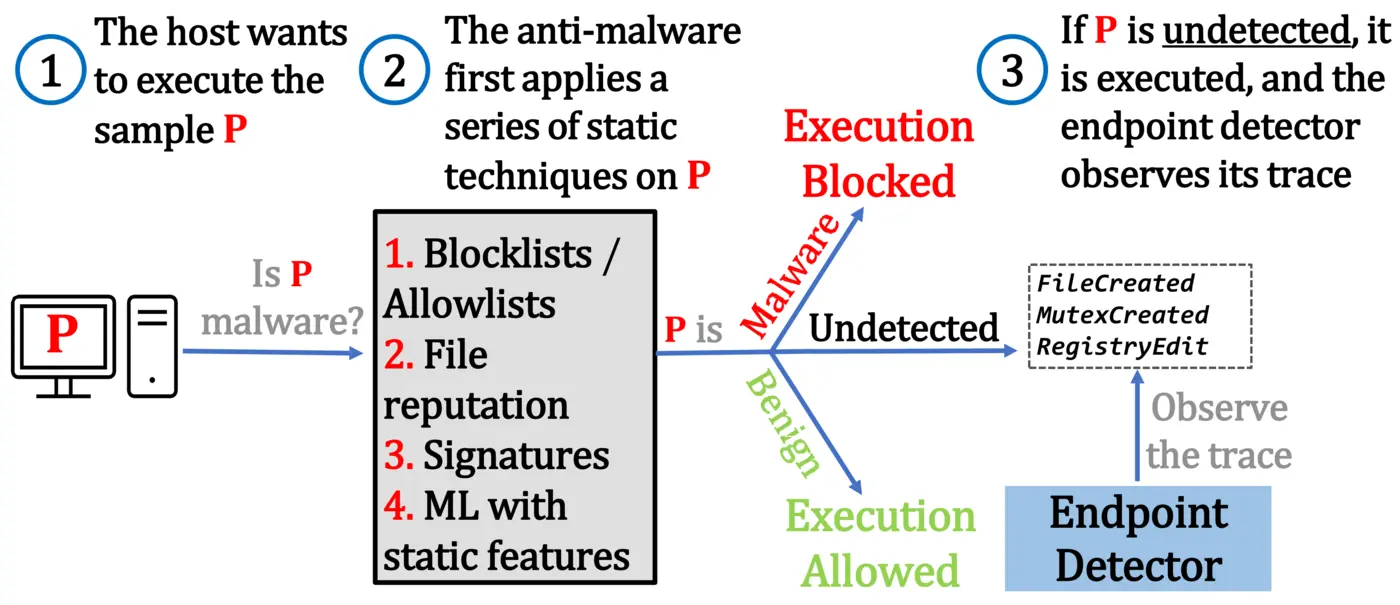 1
The host wants
to execute the
sample P
2
The anti-malware
first applies a
series of static
techniques on P
3
If P is undetected, it
is executed, and the
endpoint detector
observes its trace
P
Is P
malware?
1. Blocklists /
Allowlists
2. File
reputation
3. Signatures
4. ML with
static features
P is
Malware
Execution
Blocked
Undetected
Benign
Execution
Allowed
FileCreated
MutexCreated
RegistryEdit
Observe
the trace
Endpoint
Detector